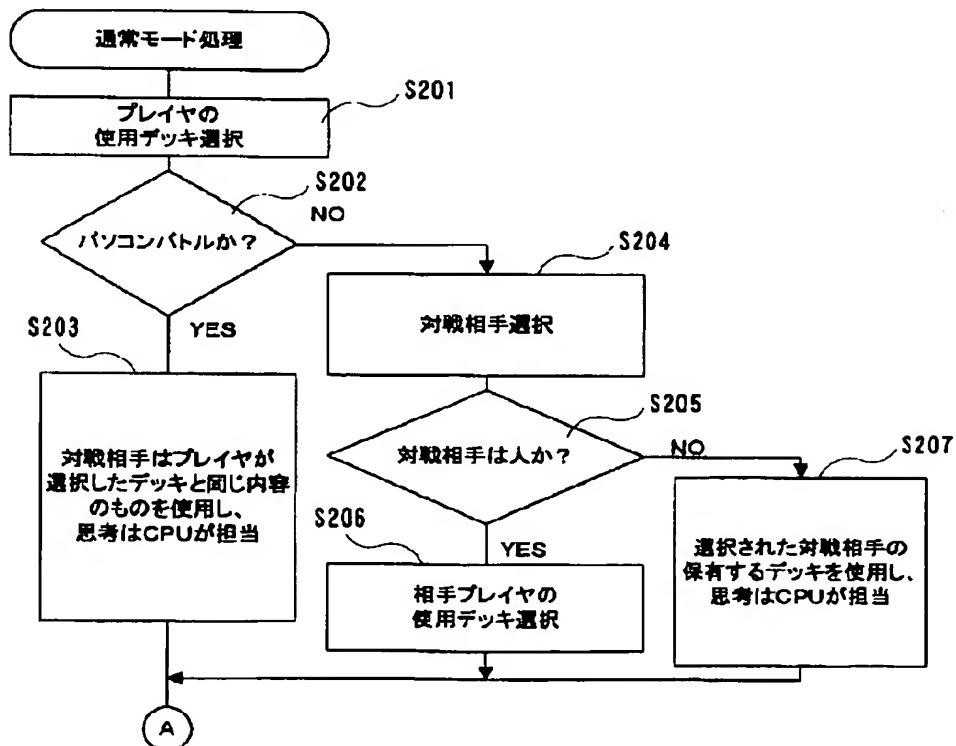 通常モード処理
S201
プレイヤの
使用デッキ選択
S202
NO
パソコンバトルか？
S204
対戦相手選択
S203
YES
対戦相手はプレイヤが
選択したデッキと同じ内容
のものを使用し、
思考はCPUが担当
S205
対戦相手は人か？
NO
S207
S206
YES
相手プレイヤの
使用デッキ選択
選択された対戦相手の
保有するデッキを使用し、
思考はCPUが担当
A